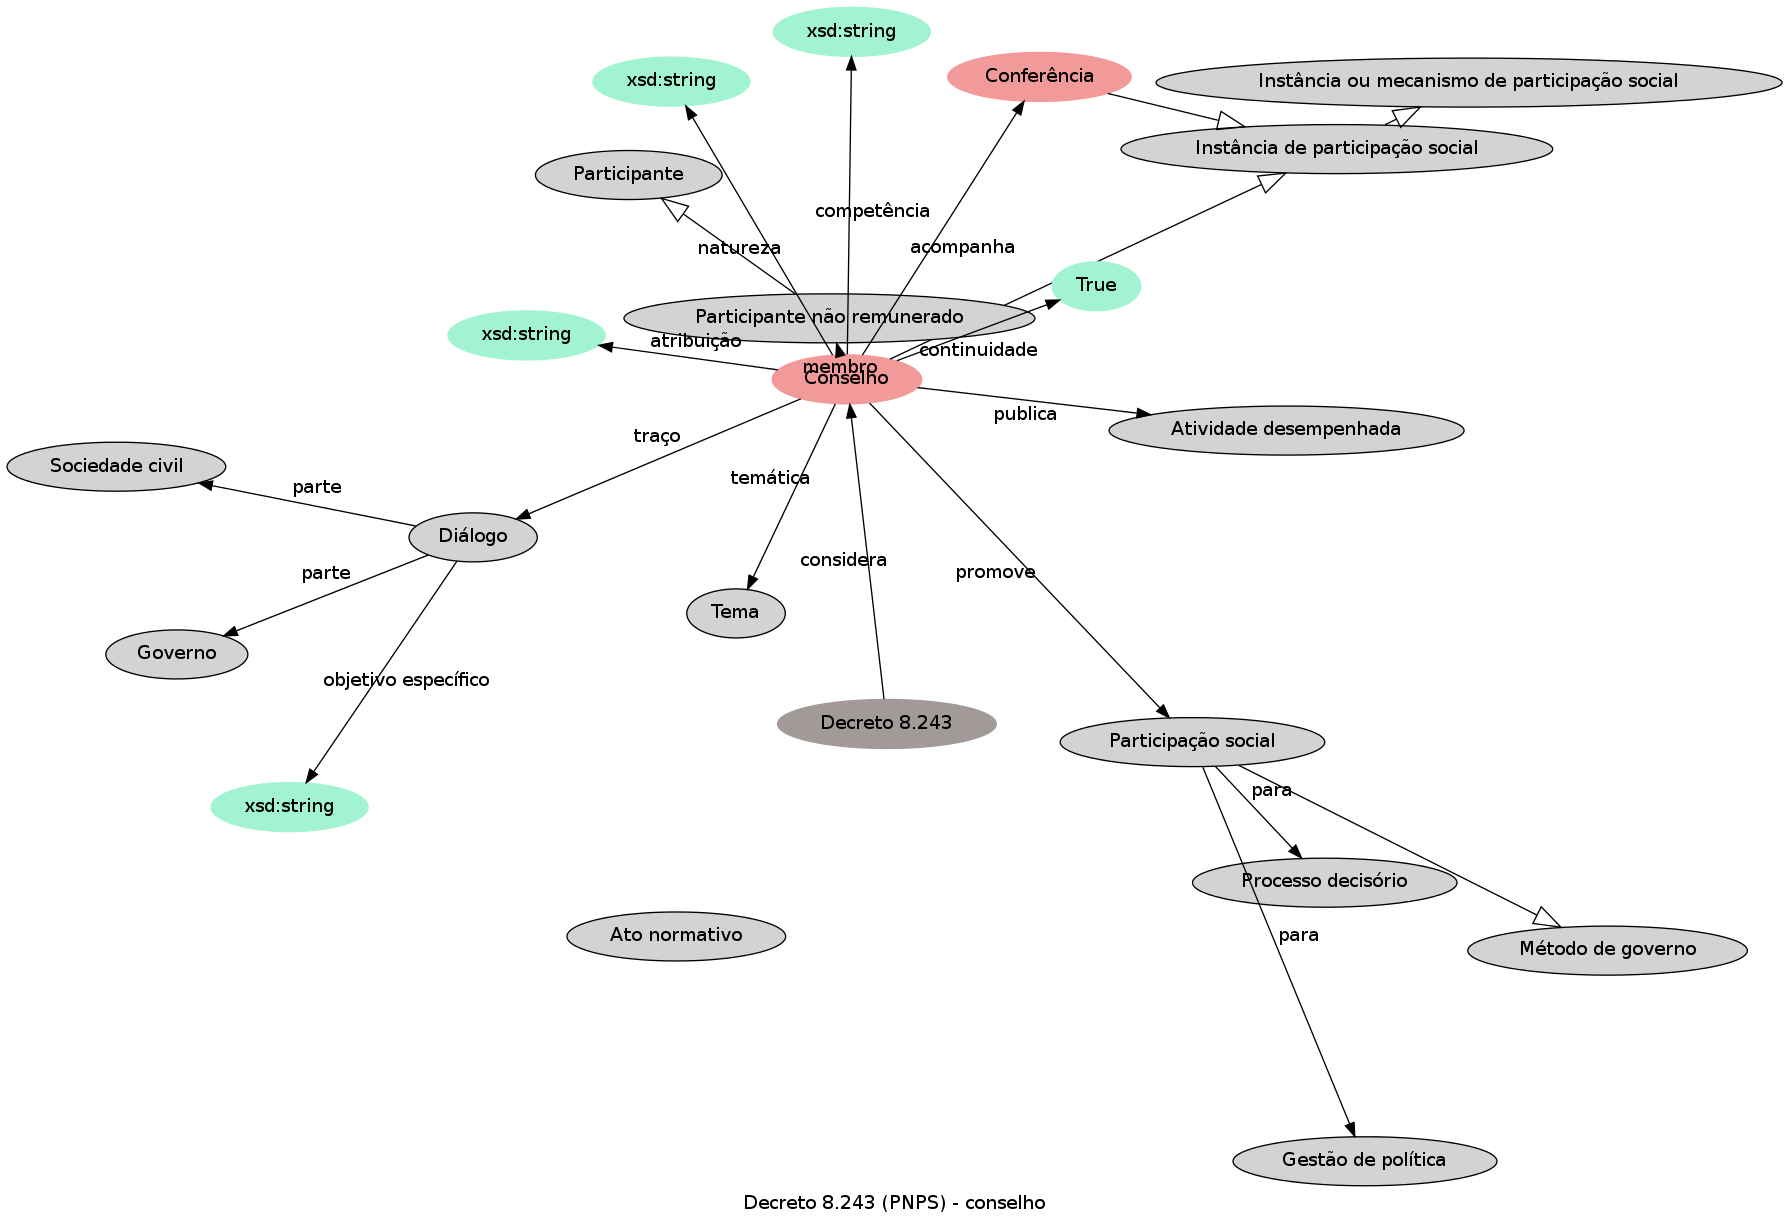 xsd:string
Conferência
xsd:string
Instância ou mecanismo de participação social
Instância de participação social
Participante
competência
natureza
acompanha
True
Participante não remunerado
xsd:string
atribuição
continuidade
membro
Conselho
publica
Atividade desempenhada
traço
Sociedade civil
parte
temática
Diálogo
considera
parte
promove
Tema
Governo
objetivo específico
Decreto 8.243
Participação social
para
xsd:string
Processo decisório
Ato normativo
para
Método de governo
Gestão de política
Decreto 8.243 (PNPS) - conselho